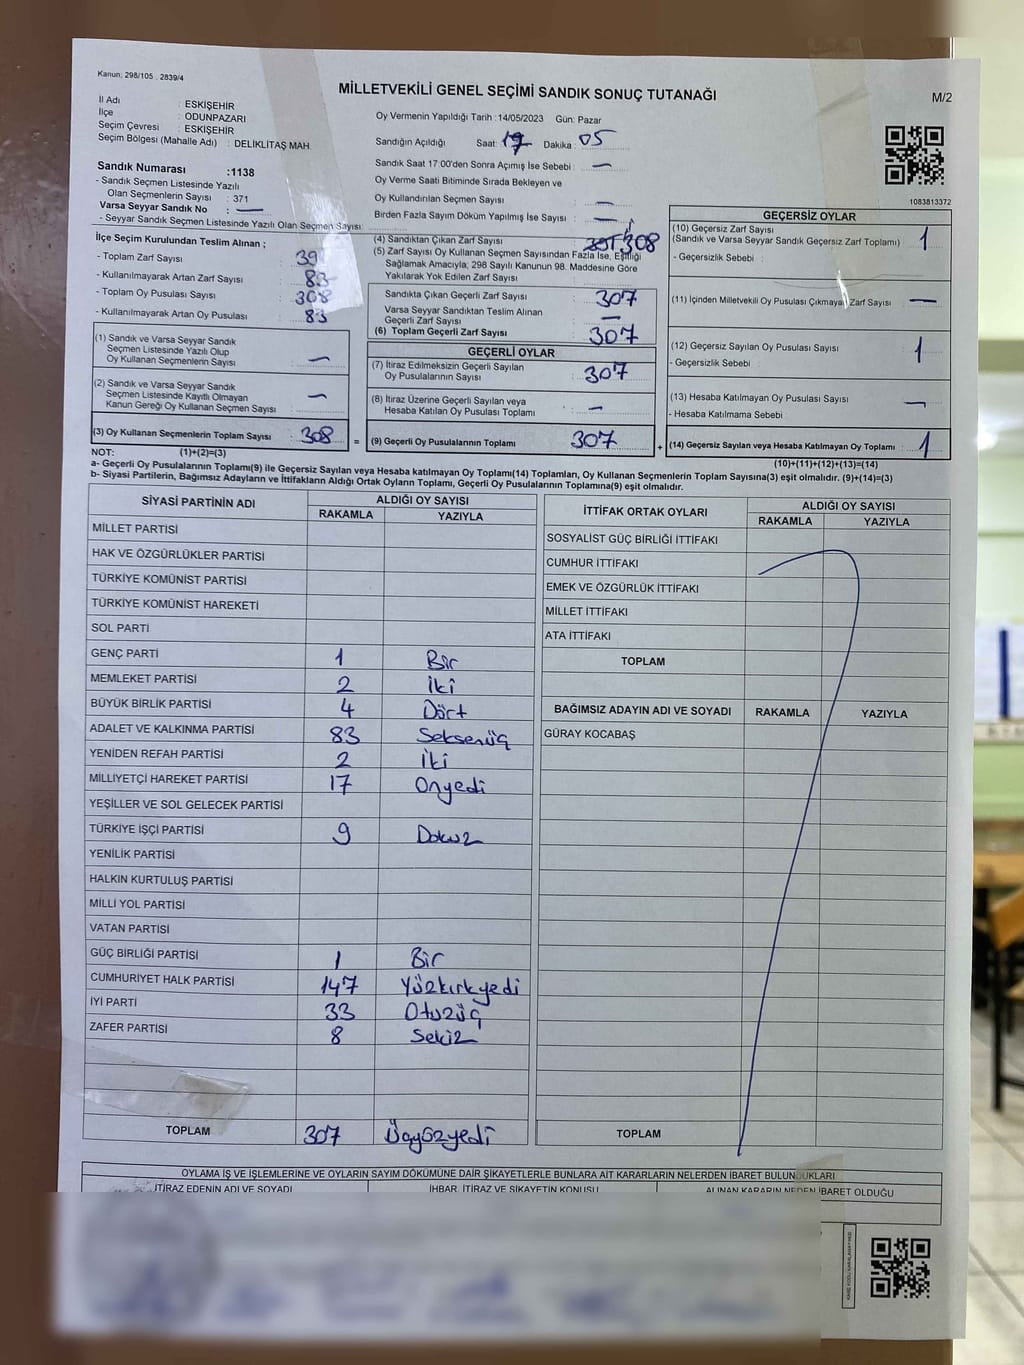 Kanun; 298/105 . 2839/4
MİLLETVEKİLİ GENEL SEÇİMİ SANDIK SONUÇ TUTANAĞI
M/2
İl Adı : ESKİŞEHİR
İlçe : ODUNPAZARI
Seçim Çevresi : ESKİŞEHİR
Seçim Bölgesi (Mahalle Adı) : DELİKLİTAŞ MAH.
Sandık Numarası :1138
- Sandık Seçmen Listesinde Yazılı
Olan Seçmenlerin Sayısı : 371
Varsa Seyyar Sandık No : —
- Seyyar Sandık Seçmen Listesinde Yazılı Olan Seçmen Sayısı
Oy Vermenin Yapıldığı Tarih :14/05/2023 Gün: Pazar
Sandığın Açıldığı Saat: 17 Dakika : 05
Sandık Saat 17:00'den Sonra Açımış İse Sebebi : —
Oy Verme Saati Bitiminde Sırada Bekleyen ve
Oy Kullandırılan Seçmen Sayısı : —
Birden Fazla Sayım Döküm Yapılmış İse Sayısı : —
1083813372
İlçe Seçim Kurulundan Teslim Alınan ;
- Toplam Zarf Sayısı :
- Kullanılmayarak Artan Zarf Sayısı : 83
- Toplam Oy Pusulası Sayısı : 308
- Kullanılmayarak Artan Oy Pusulası : 83
(1) Sandık ve Varsa Seyyar Sandık
Seçmen Listesinde Yazılı Olup
Oy Kullanan Seçmenlerin Sayısı : —
(2) Sandık ve Varsa Seyyar Sandık
Seçmen Listesinde Kayıtlı Olmayan
Kanun Gereği Oy Kullanan Seçmen Sayısı : —
(3) Oy Kullanan Seçmenlerin Toplam Sayısı : 308
(4) Sandıktan Çıkan Zarf Sayısı : 308
(5) Zarf Sayısı Oy Kullanan Seçmen Sayısından Fazla İse, Eşitliği
Sağlamak Amacıyla; 298 Sayılı Kanunun 98. Maddesine Göre
Yakılarak Yok Edilen Zarf Sayısı
Sandıkta Çıkan Geçerli Zarf Sayısı : 307
Varsa Seyyar Sandıktan Teslim Alınan
Geçerli Zarf Sayısı : —
(6) Toplam Geçerli Zarf Sayısı : 307
GEÇERLİ OYLAR
(7) İtiraz Edilmeksizin Geçerli Sayılan
Oy Pusulalarının Sayısı : 307
(8) İtiraz Üzerine Geçerli Sayılan veya
Hesaba Katılan Oy Pusulası Toplamı : —
= (9) Geçerli Oy Pusulalarının Toplamı 307
GEÇERSİZ OYLAR
(10) Geçersiz Zarf Sayısı
(Sandık ve Varsa Seyyar Sandık Geçersiz Zarf Toplamı) : 1
- Geçersizlik Sebebi :
(11) İçinden Milletvekili Oy Pusulası Çıkmayan Zarf Sayısı : —
(12) Geçersiz Sayılan Oy Pusulası Sayısı : 1
- Geçersizlik Sebebi
(13) Hesaba Katılmayan Oy Pusulası Sayısı : —
- Hesaba Katılmama Sebebi
+ (14) Geçersiz Sayılan veya Hesaba Katılmayan Oy Toplamı : 1
NOT: (1)+(2)=(3)
(10)+(11)+(12)+(13)=(14)
a- Geçerli Oy Pusulalarının Toplamı(9) ile Geçersiz Sayılan veya Hesaba katılmayan Oy Toplamı(14) Toplamları, Oy Kullanan Seçmenlerin Toplam Sayısına(3) eşit olmalıdır. (9)+(14)=(3)
b- Siyasi Partilerin, Bağımsız Adayların ve İttifakların Aldığı Ortak Oyların Toplamı, Geçerli Oy Pusulalarının Toplamına(9) eşit olmalıdır.
SİYASİ PARTİNİN ADI ALDIĞI OY SAYISI
RAKAMLA YAZIYLA
MİLLET PARTİSİ
HAK VE ÖZGÜRLÜKLER PARTİSİ
TÜRKİYE KOMÜNİST PARTİSİ
TÜRKİYE KOMÜNİST HAREKETİ
SOL PARTİ
GENÇ PARTİ 1 Bir
MEMLEKET PARTİSİ 2 İki
BÜYÜK BİRLİK PARTİSİ 4 Dört
ADALET VE KALKINMA PARTİSİ 83 Seksenüç
YENİDEN REFAH PARTİSİ 2 İki
MİLLİYETÇİ HAREKET PARTİSİ 17 Onyedi
YEŞİLLER VE SOL GELECEK PARTİSİ
TÜRKİYE İŞÇİ PARTİSİ 9 Dokuz
YENİLİK PARTİSİ
HALKIN KURTULUŞ PARTİSİ
MİLLİ YOL PARTİSİ
VATAN PARTİSİ
GÜÇ BİRLİĞİ PARTİSİ 1 Bir
CUMHURİYET HALK PARTİSİ 147 Yüzkırkyedi
İYİ PARTİ 33 Otuzüç
ZAFER PARTİSİ 8 Sekiz
TOPLAM 307 Üçyüzyedi
İTTİFAK ORTAK OYLARI ALDIĞI OY SAYISI
RAKAMLA YAZIYLA
SOSYALİST GÜÇ BİRLİĞİ İTTİFAKI
CUMHUR İTTİFAKI
EMEK VE ÖZGÜRLÜK İTTİFAKI
MİLLET İTTİFAKI
ATA İTTİFAKI
TOPLAM
BAĞIMSIZ ADAYIN ADI VE SOYADI RAKAMLA YAZIYLA
GÜRAY KOCABAŞ
TOPLAM
OYLAMA İŞ VE İŞLEMLERİNE VE OYLARIN SAYIM DÖKÜMÜNE DAİR ŞİKAYETLERLE BUNLARA AİT KARARLARIN NELERDEN İBARET BULUNDUKLARI
İTİRAZ EDENİN ADI VE SOYADI İHBAR, İTİRAZ VE ŞİKAYETİN KONUSU ALINAN KARARIN NEDEN İBARET OLDUĞU